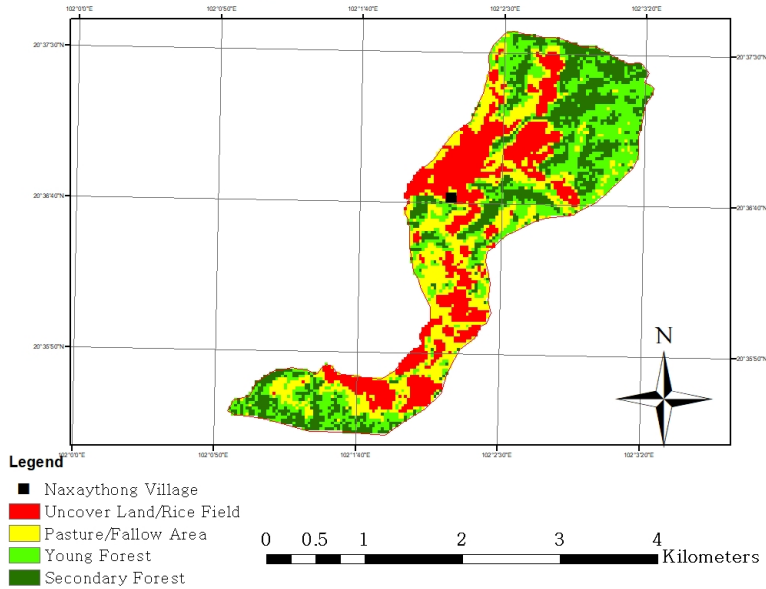 102°0'0"E 102°0'50"E 102°1'40"E 102°2'30"E 102°3'20"E
20°37'30"N 20°37'30"N
20°36'40"N 20°36'40"N
20°35'50"N 20°35'50"N
N
102°0'0"E 102°0'50"E 102°1'40"E 102°2'30"E 102°3'20"E
Legend
Naxaythong Village
Uncover Land/Rice Field
Pasture/Fallow Area
Young Forest
Secondary Forest
0 0.5 1 2 3 4
Kilometers